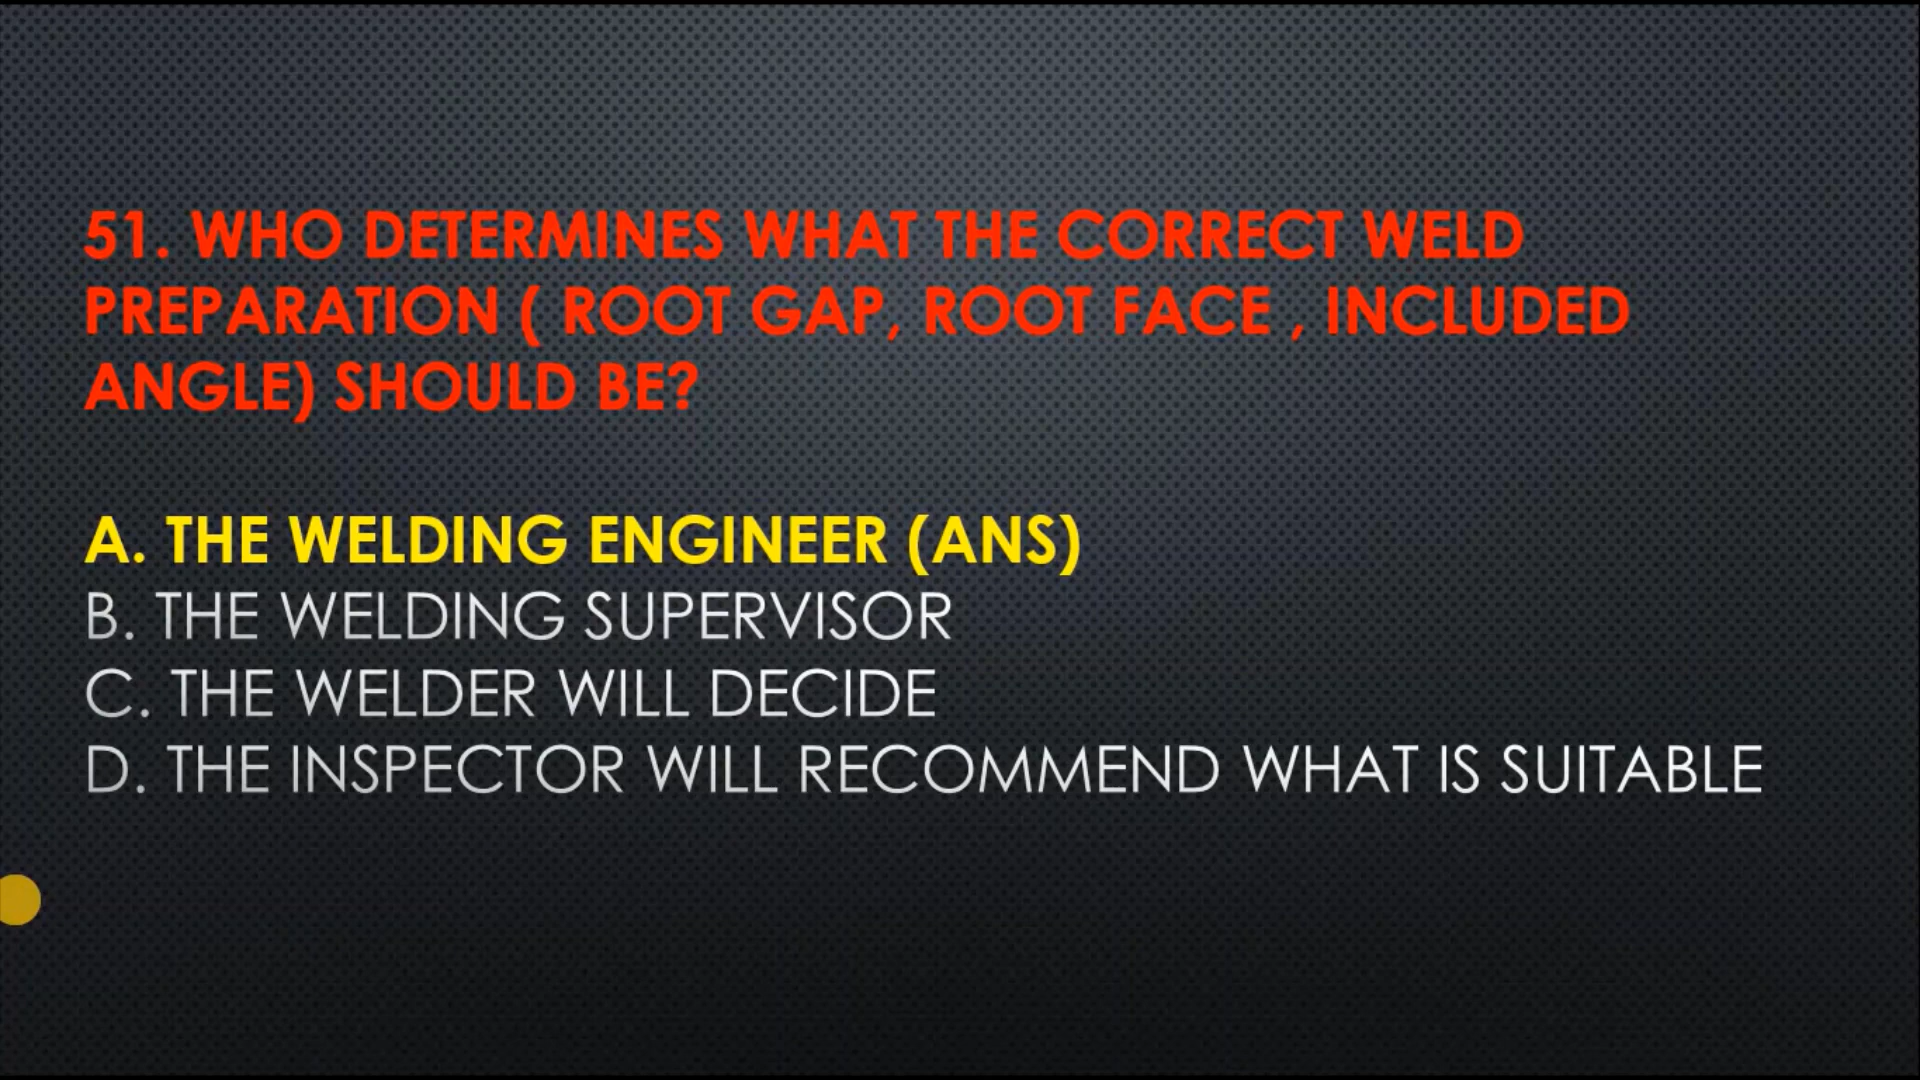 51. WHO DETERMINES WHAT THE CORRECT WELD
PREPARATION ( ROOT GAP, ROOT FACE , INCLUDED
ANGLE) SHOULD BE?
A. THE WELDING ENGINEER (ANS)
B. THE WELDING SUPERVISOR
C. THE WELDER WILL DECIDE
D. THE INSPECTOR WILL RECOMMEND WHAT IS SUITABLE